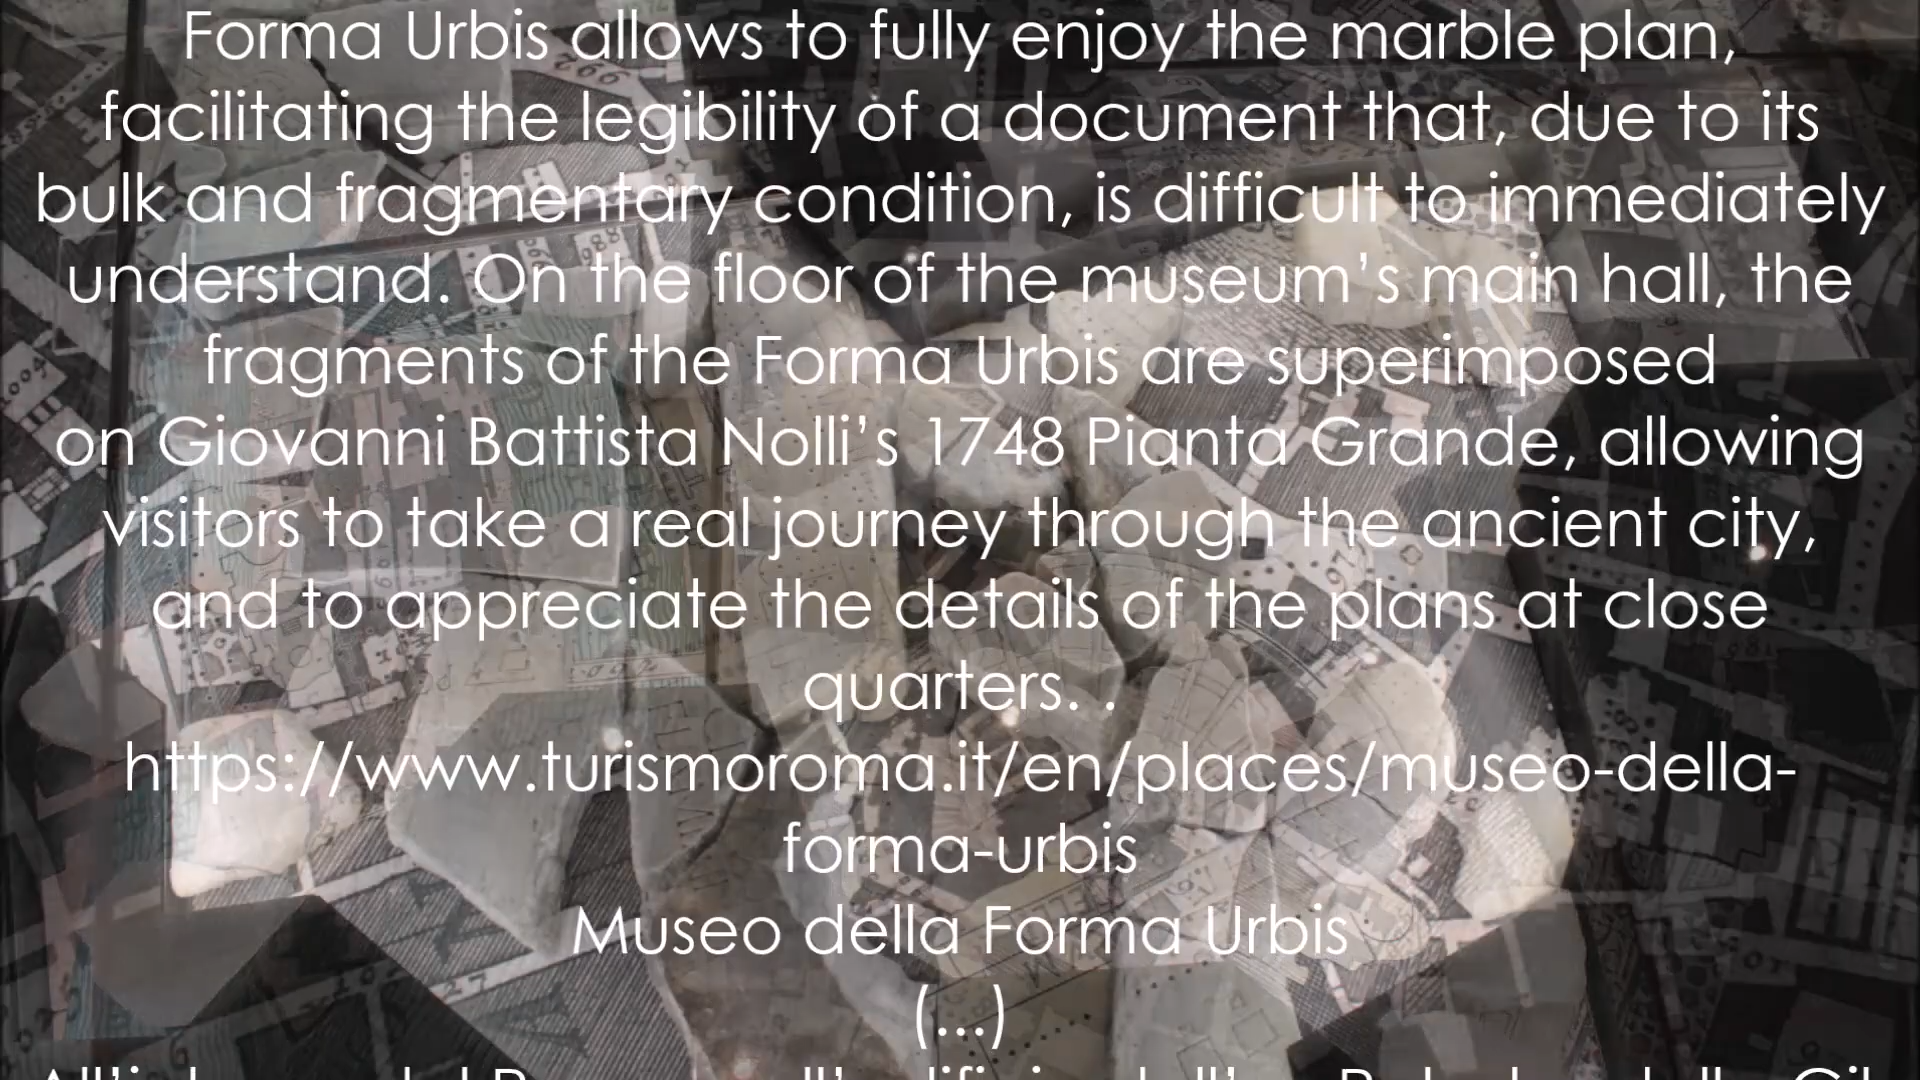 Forma Urbis allows to fully enjoy the marble plan,
facilitating the legibility of a document that, due to its
bulk and fragmentary condition, is difficult to immediately
understand. On the floor of the museum’s main hall, the
fragments of the Forma Urbis are superimposed
on Giovanni Battista Nolli’s 1748 Pianta Grande, allowing
visitors to take a real journey through the ancient city,
and to appreciate the details of the plans at close
quarters. .
https://www.turismoroma.it/en/places/museo-della-
forma-urbis
Museo della Forma Urbis
(...)